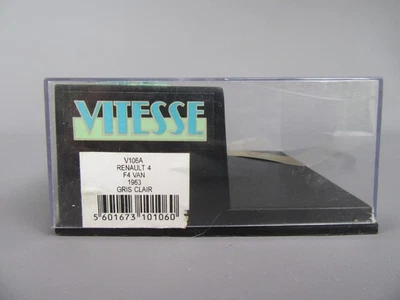 VITESSE
V106A
RENAULT 4
F4 VAN
1963
GRIS CLAIR
5 601673 101060